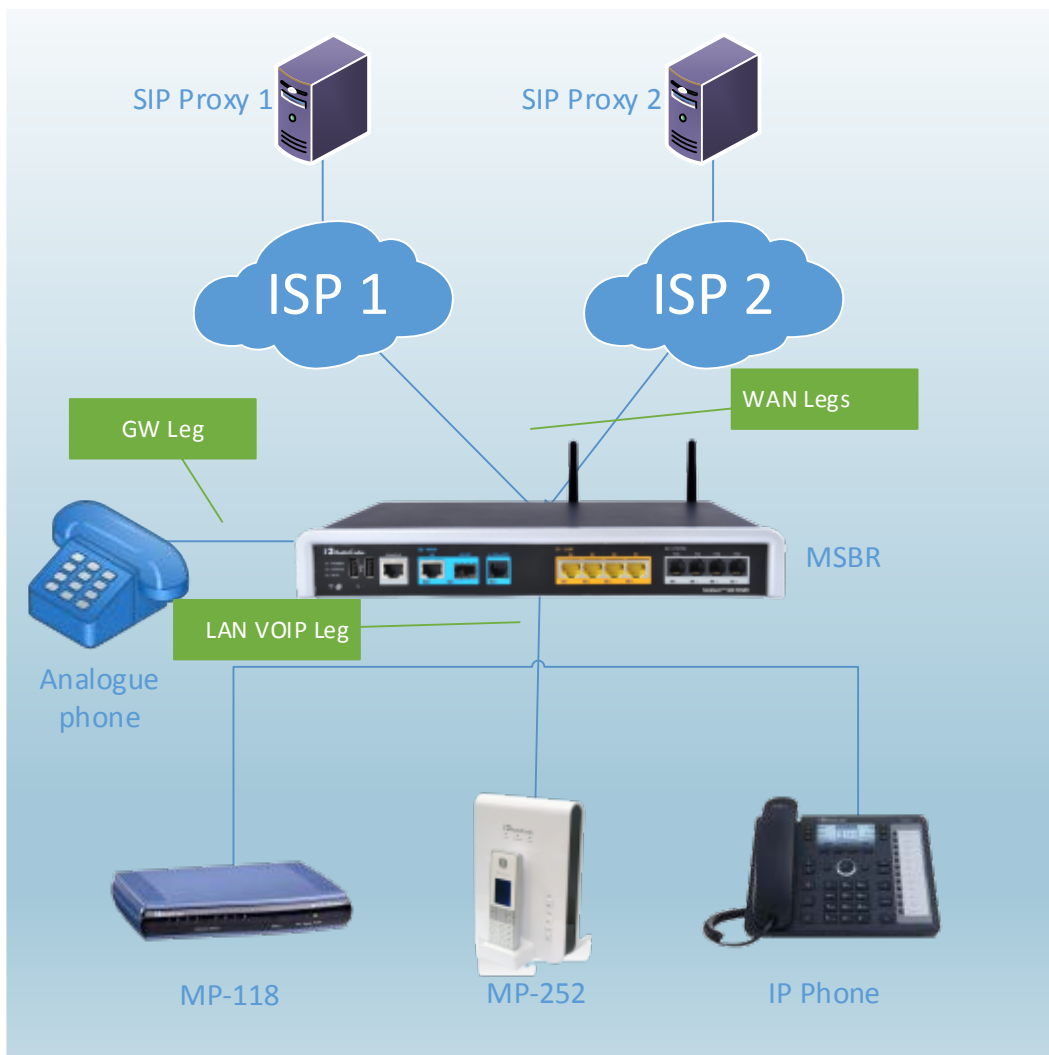 SIP Proxy 1
SIP Proxy 2
ISP 1
ISP 2
WAN Legs
GW Leg
MSBR
LAN VOIP Leg
Analogue
phone
MP-118
MP-252
IP Phone